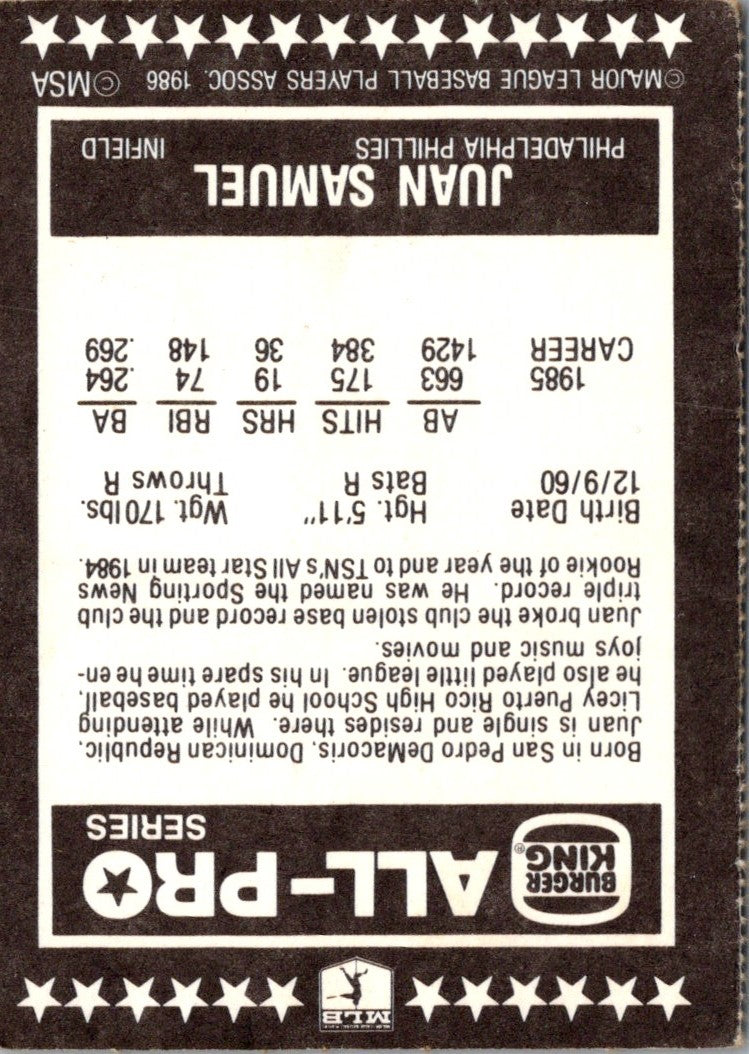 MLB
BURGER
KING®
ALL-PRO
SERIES
Born in San Pedro DeMacoris, Dominican Republic,
Juan is single and resides there. While attending
Licey Puerto Rico High School he played baseball,
he also played little league. In his spare time he en-
joys music and movies.
Juan broke the club stolen base record and the club
triple record. He was named the Sporting News
Rookie of the year and to TSN's All Star team in 1984.
Birth Date Hgt. 5'11" Wgt. 170 lbs.
12/9/60 Bats R Throws R
AB HITS HRS RBI BA
1985 663 175 19 74 .264
CAREER 1429 384 36 148 .269
JUAN SAMUEL
PHILADELPHIA PHILLIES INFIELD
©MAJOR LEAGUE BASEBALL PLAYERS ASSOC. 1986 ©MSA